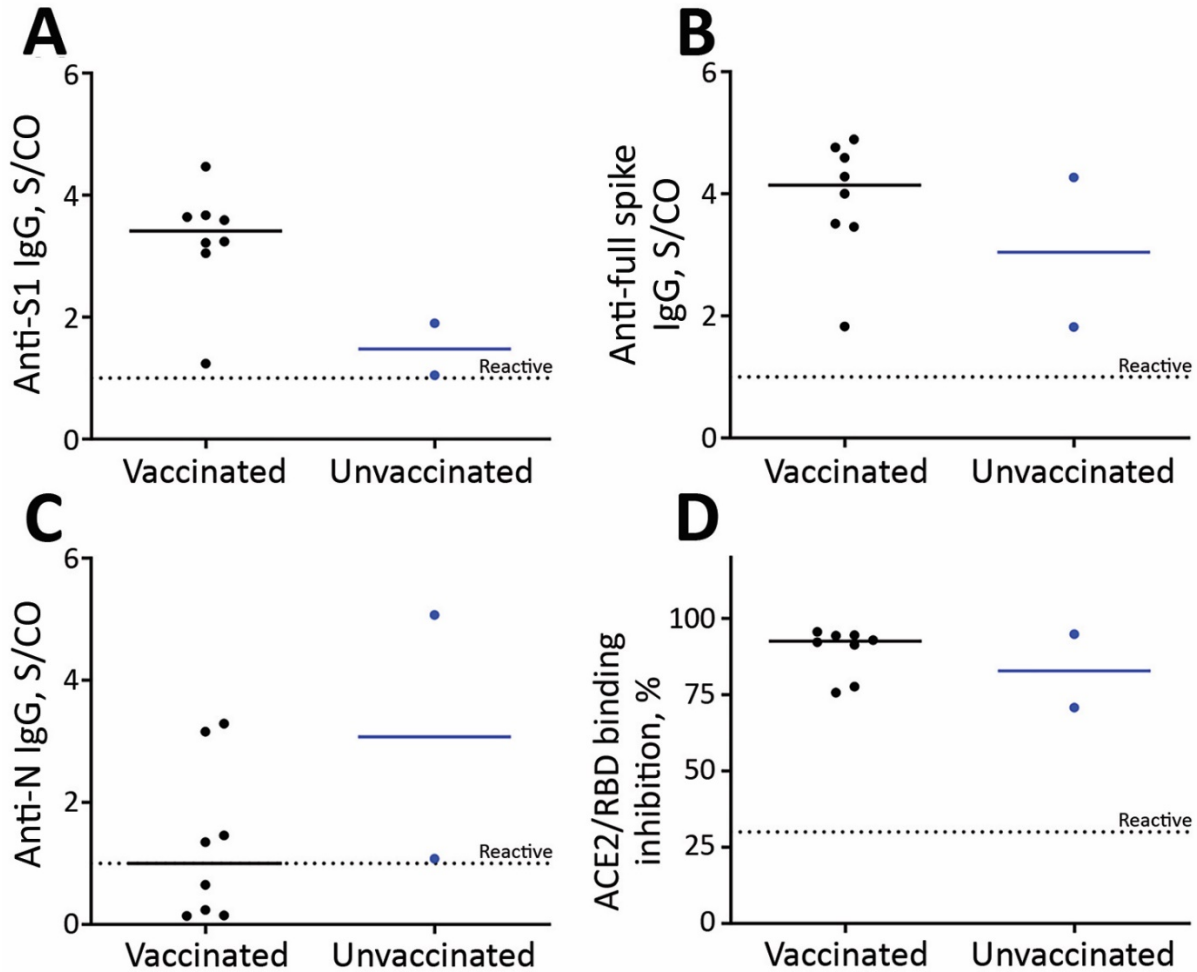 A
Anti-S1 IgG, S/CO
6
4
2
0
Reactive
Vaccinated
Unvaccinated
B
Anti-full spike
IgG, S/CO
6
4
2
0
Reactive
Vaccinated
Unvaccinated
C
Anti-N IgG, S/CO
6
4
2
0
Reactive
Vaccinated
Unvaccinated
D
ACE2/RBD binding
inhibition, %
100
75
50
25
0
Reactive
Vaccinated
Unvaccinated